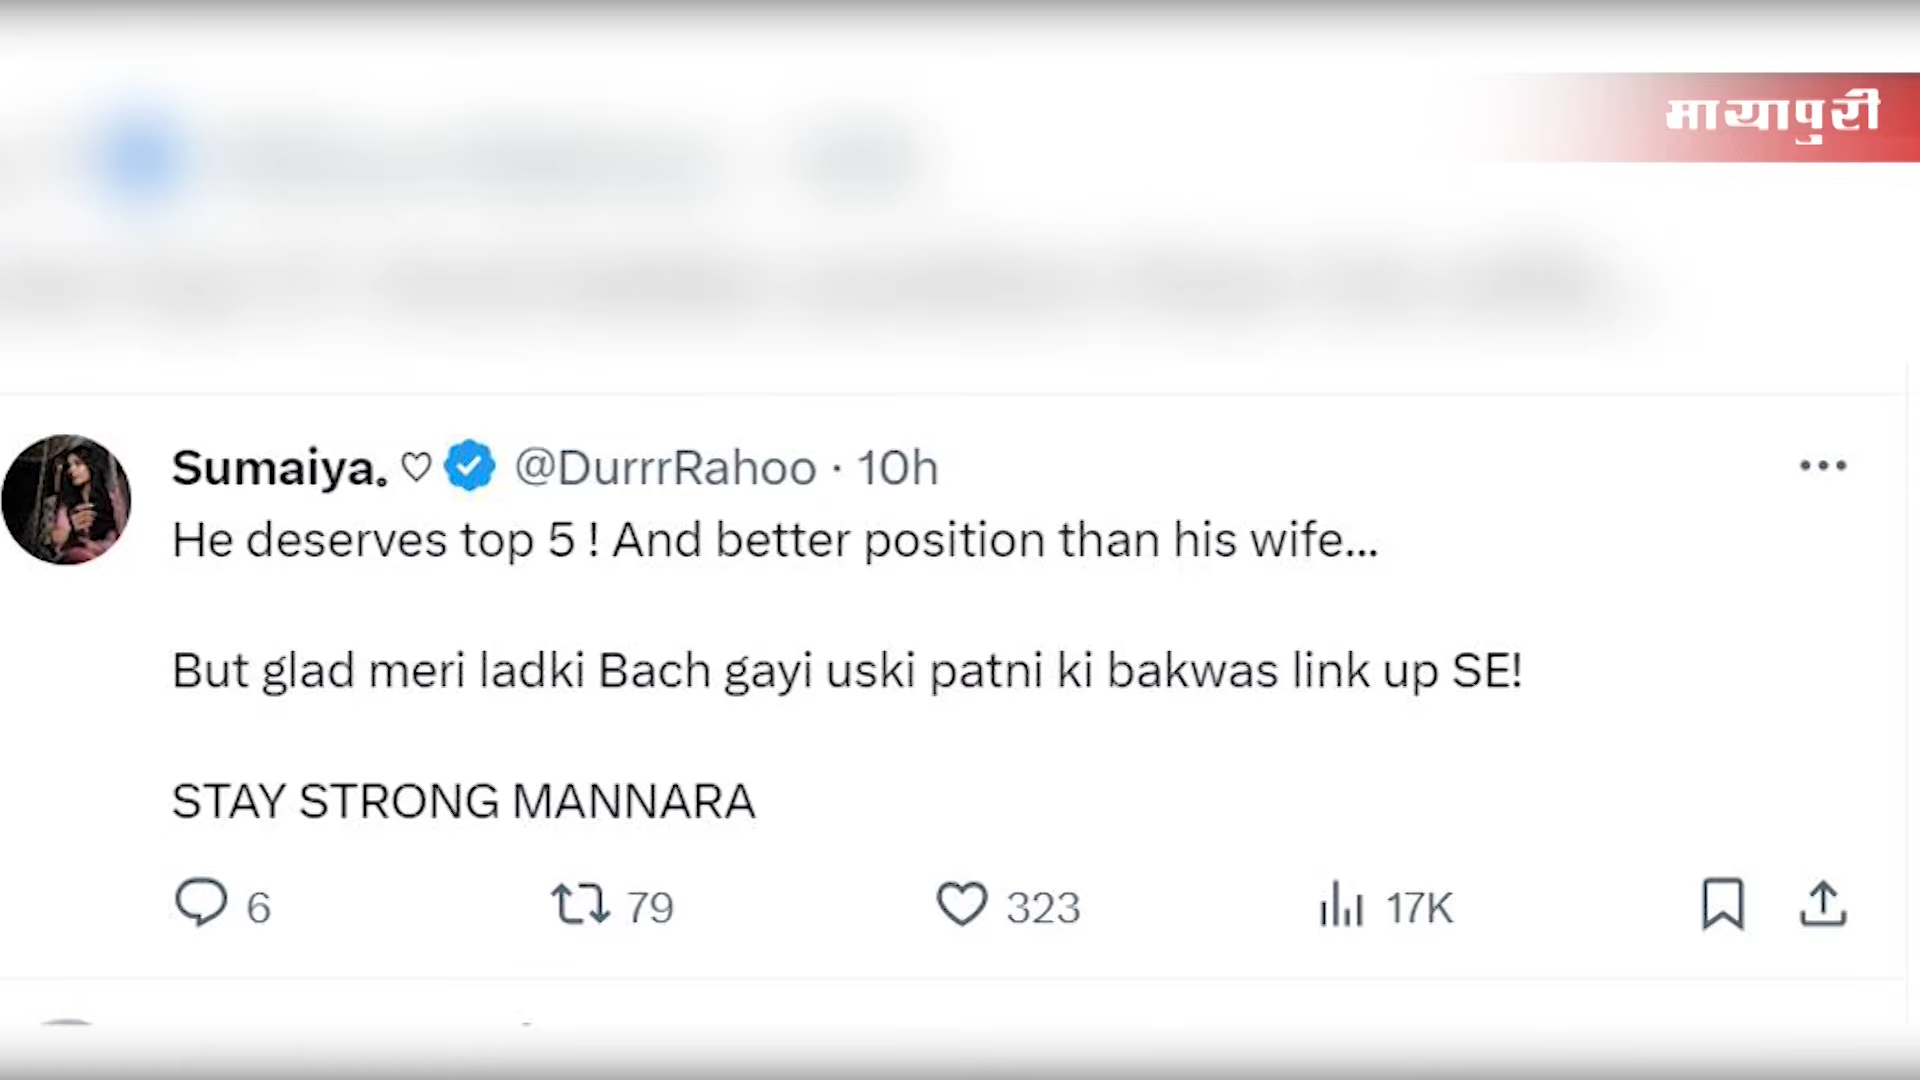 मायापुरी
Sumaiya. ♡ @DurrrRahoo · 10h
He deserves top 5 ! And better position than his wife...
But glad meri ladki Bach gayi uski patni ki bakwas link up SE!
STAY STRONG MANNARA
6 79 323 17K